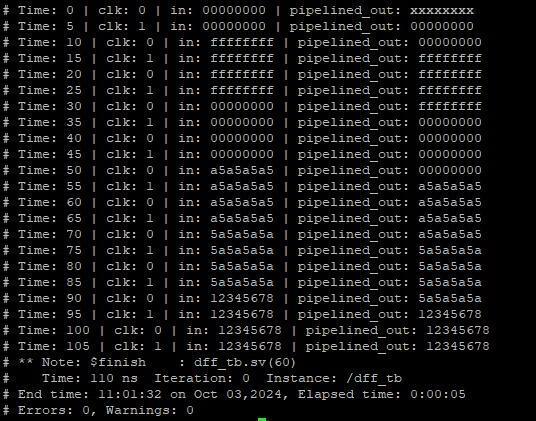 # Time: 0 | clk: 0 | in: 00000000 | pipelined_out: xxxxxxxx
# Time: 5 | clk: 1 | in: 00000000 | pipelined_out: 00000000
# Time: 10 | clk: 0 | in: ffffffff | pipelined_out: 00000000
# Time: 15 | clk: 1 | in: ffffffff | pipelined_out: ffffffff
# Time: 20 | clk: 0 | in: ffffffff | pipelined_out: ffffffff
# Time: 25 | clk: 1 | in: ffffffff | pipelined_out: ffffffff
# Time: 30 | clk: 0 | in: 00000000 | pipelined_out: ffffffff
# Time: 35 | clk: 1 | in: 00000000 | pipelined_out: 00000000
# Time: 40 | clk: 0 | in: 00000000 | pipelined_out: 00000000
# Time: 45 | clk: 1 | in: 00000000 | pipelined_out: 00000000
# Time: 50 | clk: 0 | in: a5a5a5a5 | pipelined_out: 00000000
# Time: 55 | clk: 1 | in: a5a5a5a5 | pipelined_out: a5a5a5a5
# Time: 60 | clk: 0 | in: a5a5a5a5 | pipelined_out: a5a5a5a5
# Time: 65 | clk: 1 | in: a5a5a5a5 | pipelined_out: a5a5a5a5
# Time: 70 | clk: 0 | in: 5a5a5a5a | pipelined_out: a5a5a5a5
# Time: 75 | clk: 1 | in: 5a5a5a5a | pipelined_out: 5a5a5a5a
# Time: 80 | clk: 0 | in: 5a5a5a5a | pipelined_out: 5a5a5a5a
# Time: 85 | clk: 1 | in: 5a5a5a5a | pipelined_out: 5a5a5a5a
# Time: 90 | clk: 0 | in: 12345678 | pipelined_out: 5a5a5a5a
# Time: 95 | clk: 1 | in: 12345678 | pipelined_out: 12345678
# Time: 100 | clk: 0 | in: 12345678 | pipelined_out: 12345678
# Time: 105 | clk: 1 | in: 12345678 | pipelined_out: 12345678
# ** Note: $finish    : dff_tb.sv(60)
#    Time: 110 ns  Iteration: 0  Instance: /dff_tb
# End time: 11:01:32 on Oct 03,2024, Elapsed time: 0:00:05
# Errors: 0, Warnings: 0